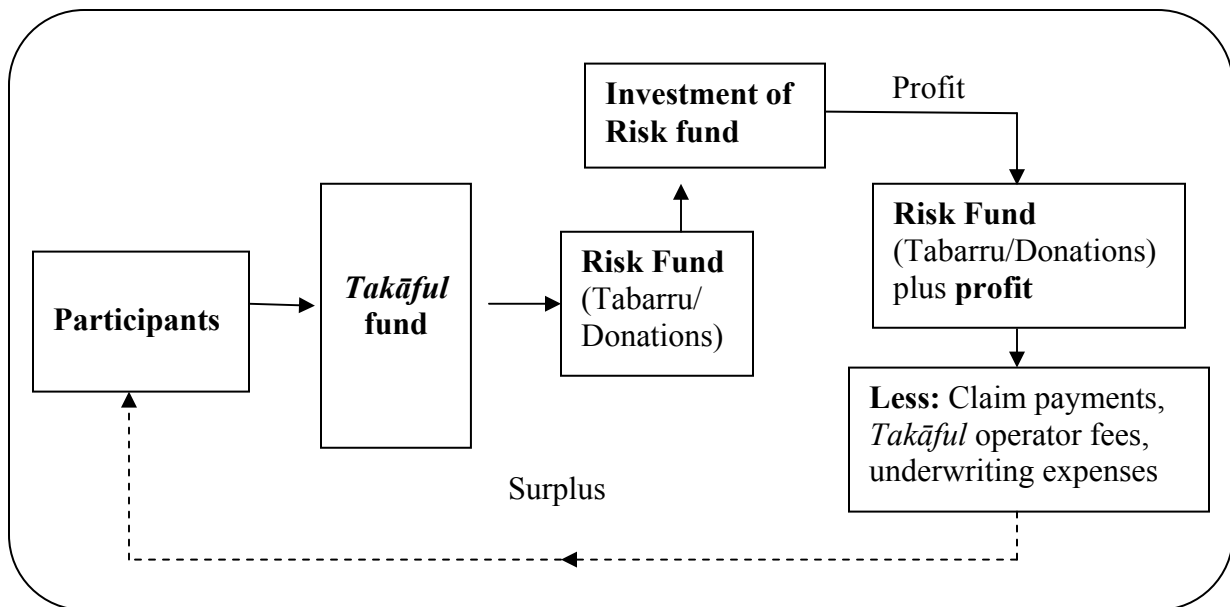 Participants
Takāful
fund
Risk Fund
(Tabarru/
Donations)
Investment of
Risk fund
Profit
Risk Fund
(Tabarru/Donations)
plus profit
Less: Claim payments,
Takāful operator fees,
underwriting expenses
Surplus